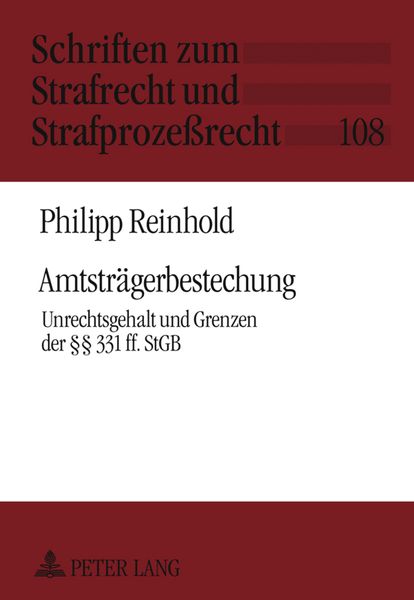 Schriften zum
Strafrecht und
Strafprozeßrecht 108
Philipp Reinhold
Amtsträgerbestechung
Unrechtsgehalt und Grenzen
der §§ 331 ff. StGB
PETER LANG